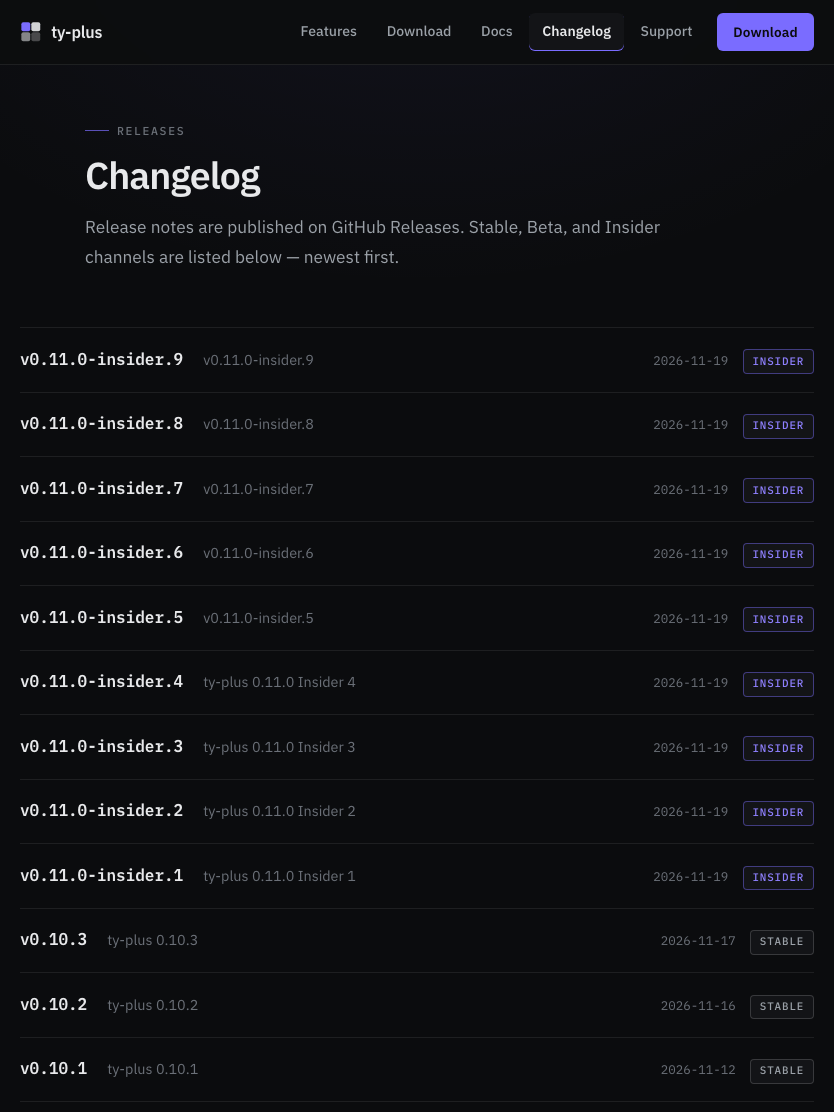 ty-plus Features Download Docs Changelog Support Download
RELEASES
Changelog
Release notes are published on GitHub Releases. Stable, Beta, and Insider
channels are listed below — newest first.
v0.11.0-insider.9 v0.11.0-insider.9 2026-11-19 INSIDER
v0.11.0-insider.8 v0.11.0-insider.8 2026-11-19 INSIDER
v0.11.0-insider.7 v0.11.0-insider.7 2026-11-19 INSIDER
v0.11.0-insider.6 v0.11.0-insider.6 2026-11-19 INSIDER
v0.11.0-insider.5 v0.11.0-insider.5 2026-11-19 INSIDER
v0.11.0-insider.4 ty-plus 0.11.0 Insider 4 2026-11-19 INSIDER
v0.11.0-insider.3 ty-plus 0.11.0 Insider 3 2026-11-19 INSIDER
v0.11.0-insider.2 ty-plus 0.11.0 Insider 2 2026-11-19 INSIDER
v0.11.0-insider.1 ty-plus 0.11.0 Insider 1 2026-11-19 INSIDER
v0.10.3 ty-plus 0.10.3 2026-11-17 STABLE
v0.10.2 ty-plus 0.10.2 2026-11-16 STABLE
v0.10.1 ty-plus 0.10.1 2026-11-12 STABLE